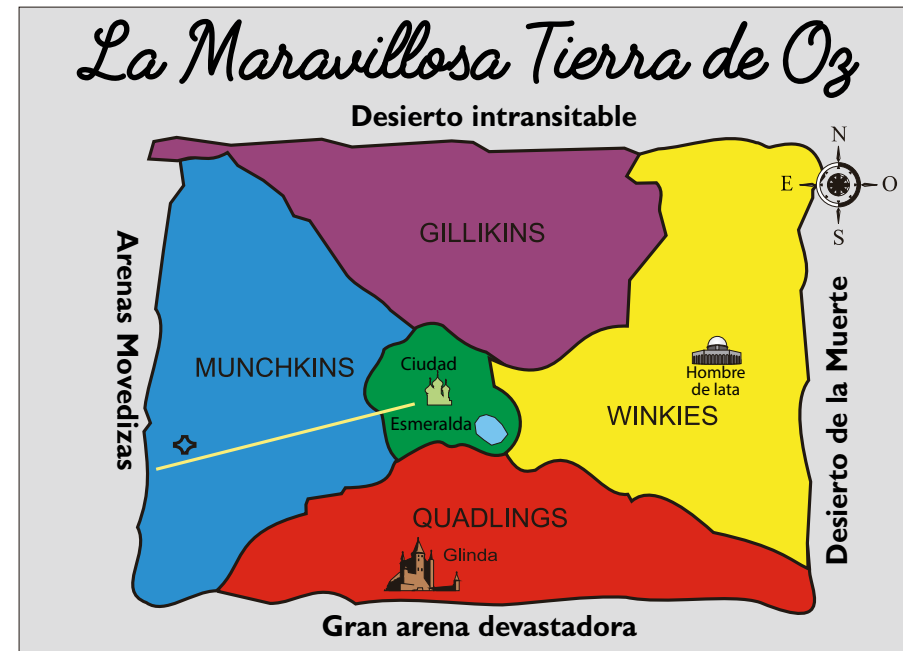 La Maravillosa Tierra de Oz
Desierto intransitable
N
E
O
S
GILLIKINS
Arenas Movedizas
MUNCHKINS
Ciudad
Esmeralda
Hombre
de lata
WINKIES
Desierto de la Muerte
QUADLINGS
Glinda
Gran arena devastadora